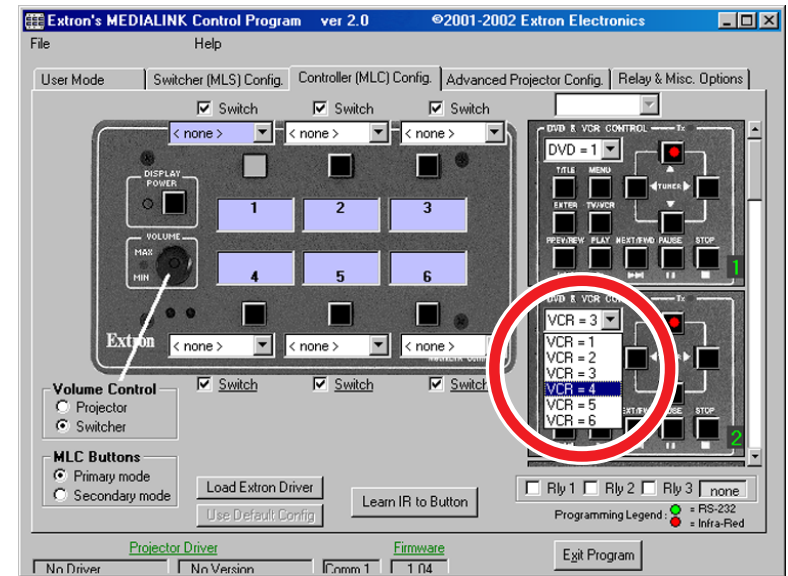 Extron's MEDIALINK Control Program ver 2.0 ©2001-2002 Extron Electronics
File Help
User Mode Switcher (MLS) Config. Controller (MLC) Config. Advanced Projector Config. Relay & Misc. Options
Switch Switch Switch
< none > < none > < none >
DISPLAY
POWER
1 2 3
VOLUME
MAX
MIN
4 5 6
Extron
< none > < none > < none >
Switch Switch Switch
Volume Control
Projector
Switcher
MLC Buttons
Primary mode
Secondary mode
Load Extron Driver
Use Default Config
Learn IR to Button
DVD & VCR CONTROL Tx
DVD = 1
TITLE MENU
TUNER
ENTER TV/VCR
PREV/REW PLAY NEXT/FWD PAUSE STOP
1
DVD & VCR Tx
VCR = 3
VCR = 1
VCR = 2
VCR = 3
VCR = 4
VCR = 5
VCR = 6
STOP
2
Rly 1 Rly 2 Rly 3 none
Programming Legend: = RS-232
= Infra-Red
Projector Driver Firmware
No Driver No Version Comm 1 1.04
Exit Program